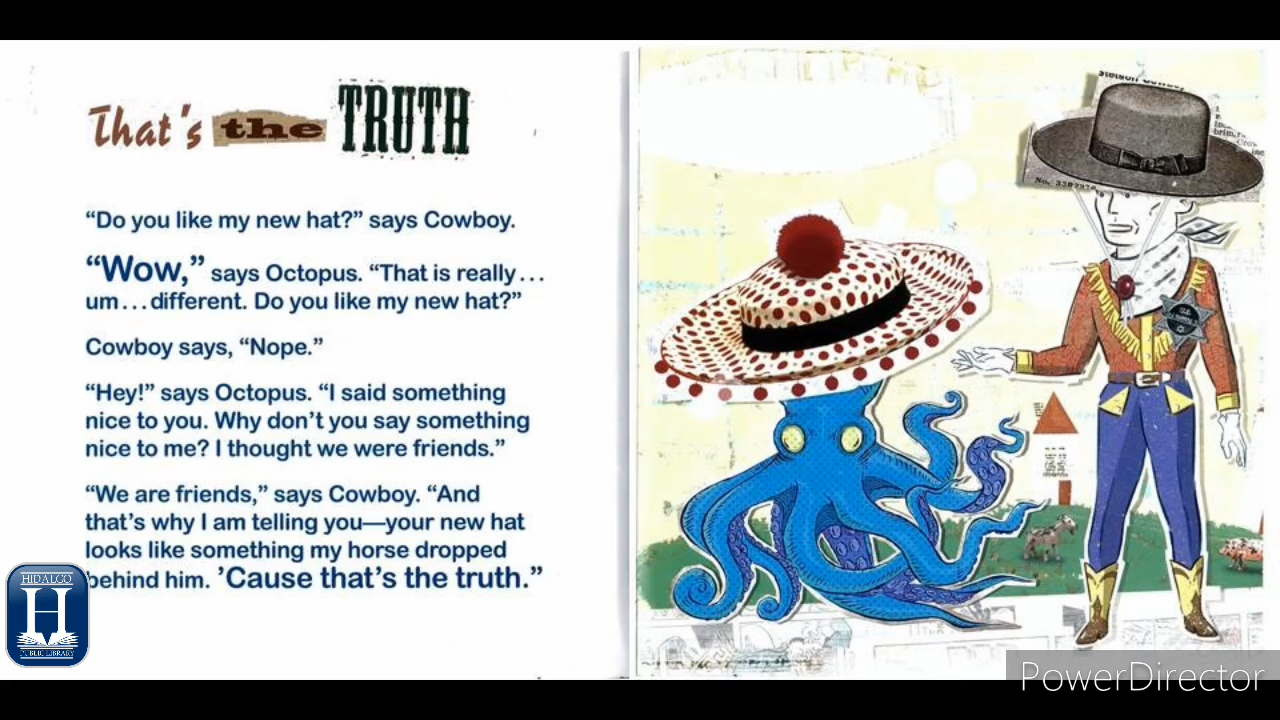 That's the TRUTH
“Do you like my new hat?” says Cowboy.
“Wow,” says Octopus. “That is really...
um...different. Do you like my new hat?”
Cowboy says, “Nope.”
“Hey!” says Octopus. “I said something
nice to you. Why don’t you say something
nice to me? I thought we were friends.”
“We are friends,” says Cowboy. “And
that’s why I am telling you—your new hat
looks like something my horse dropped
behind him. ’Cause that’s the truth.”
HIDALGO
H
PUBLIC LIBRARY
No. 33R
brim,
PowerDirector